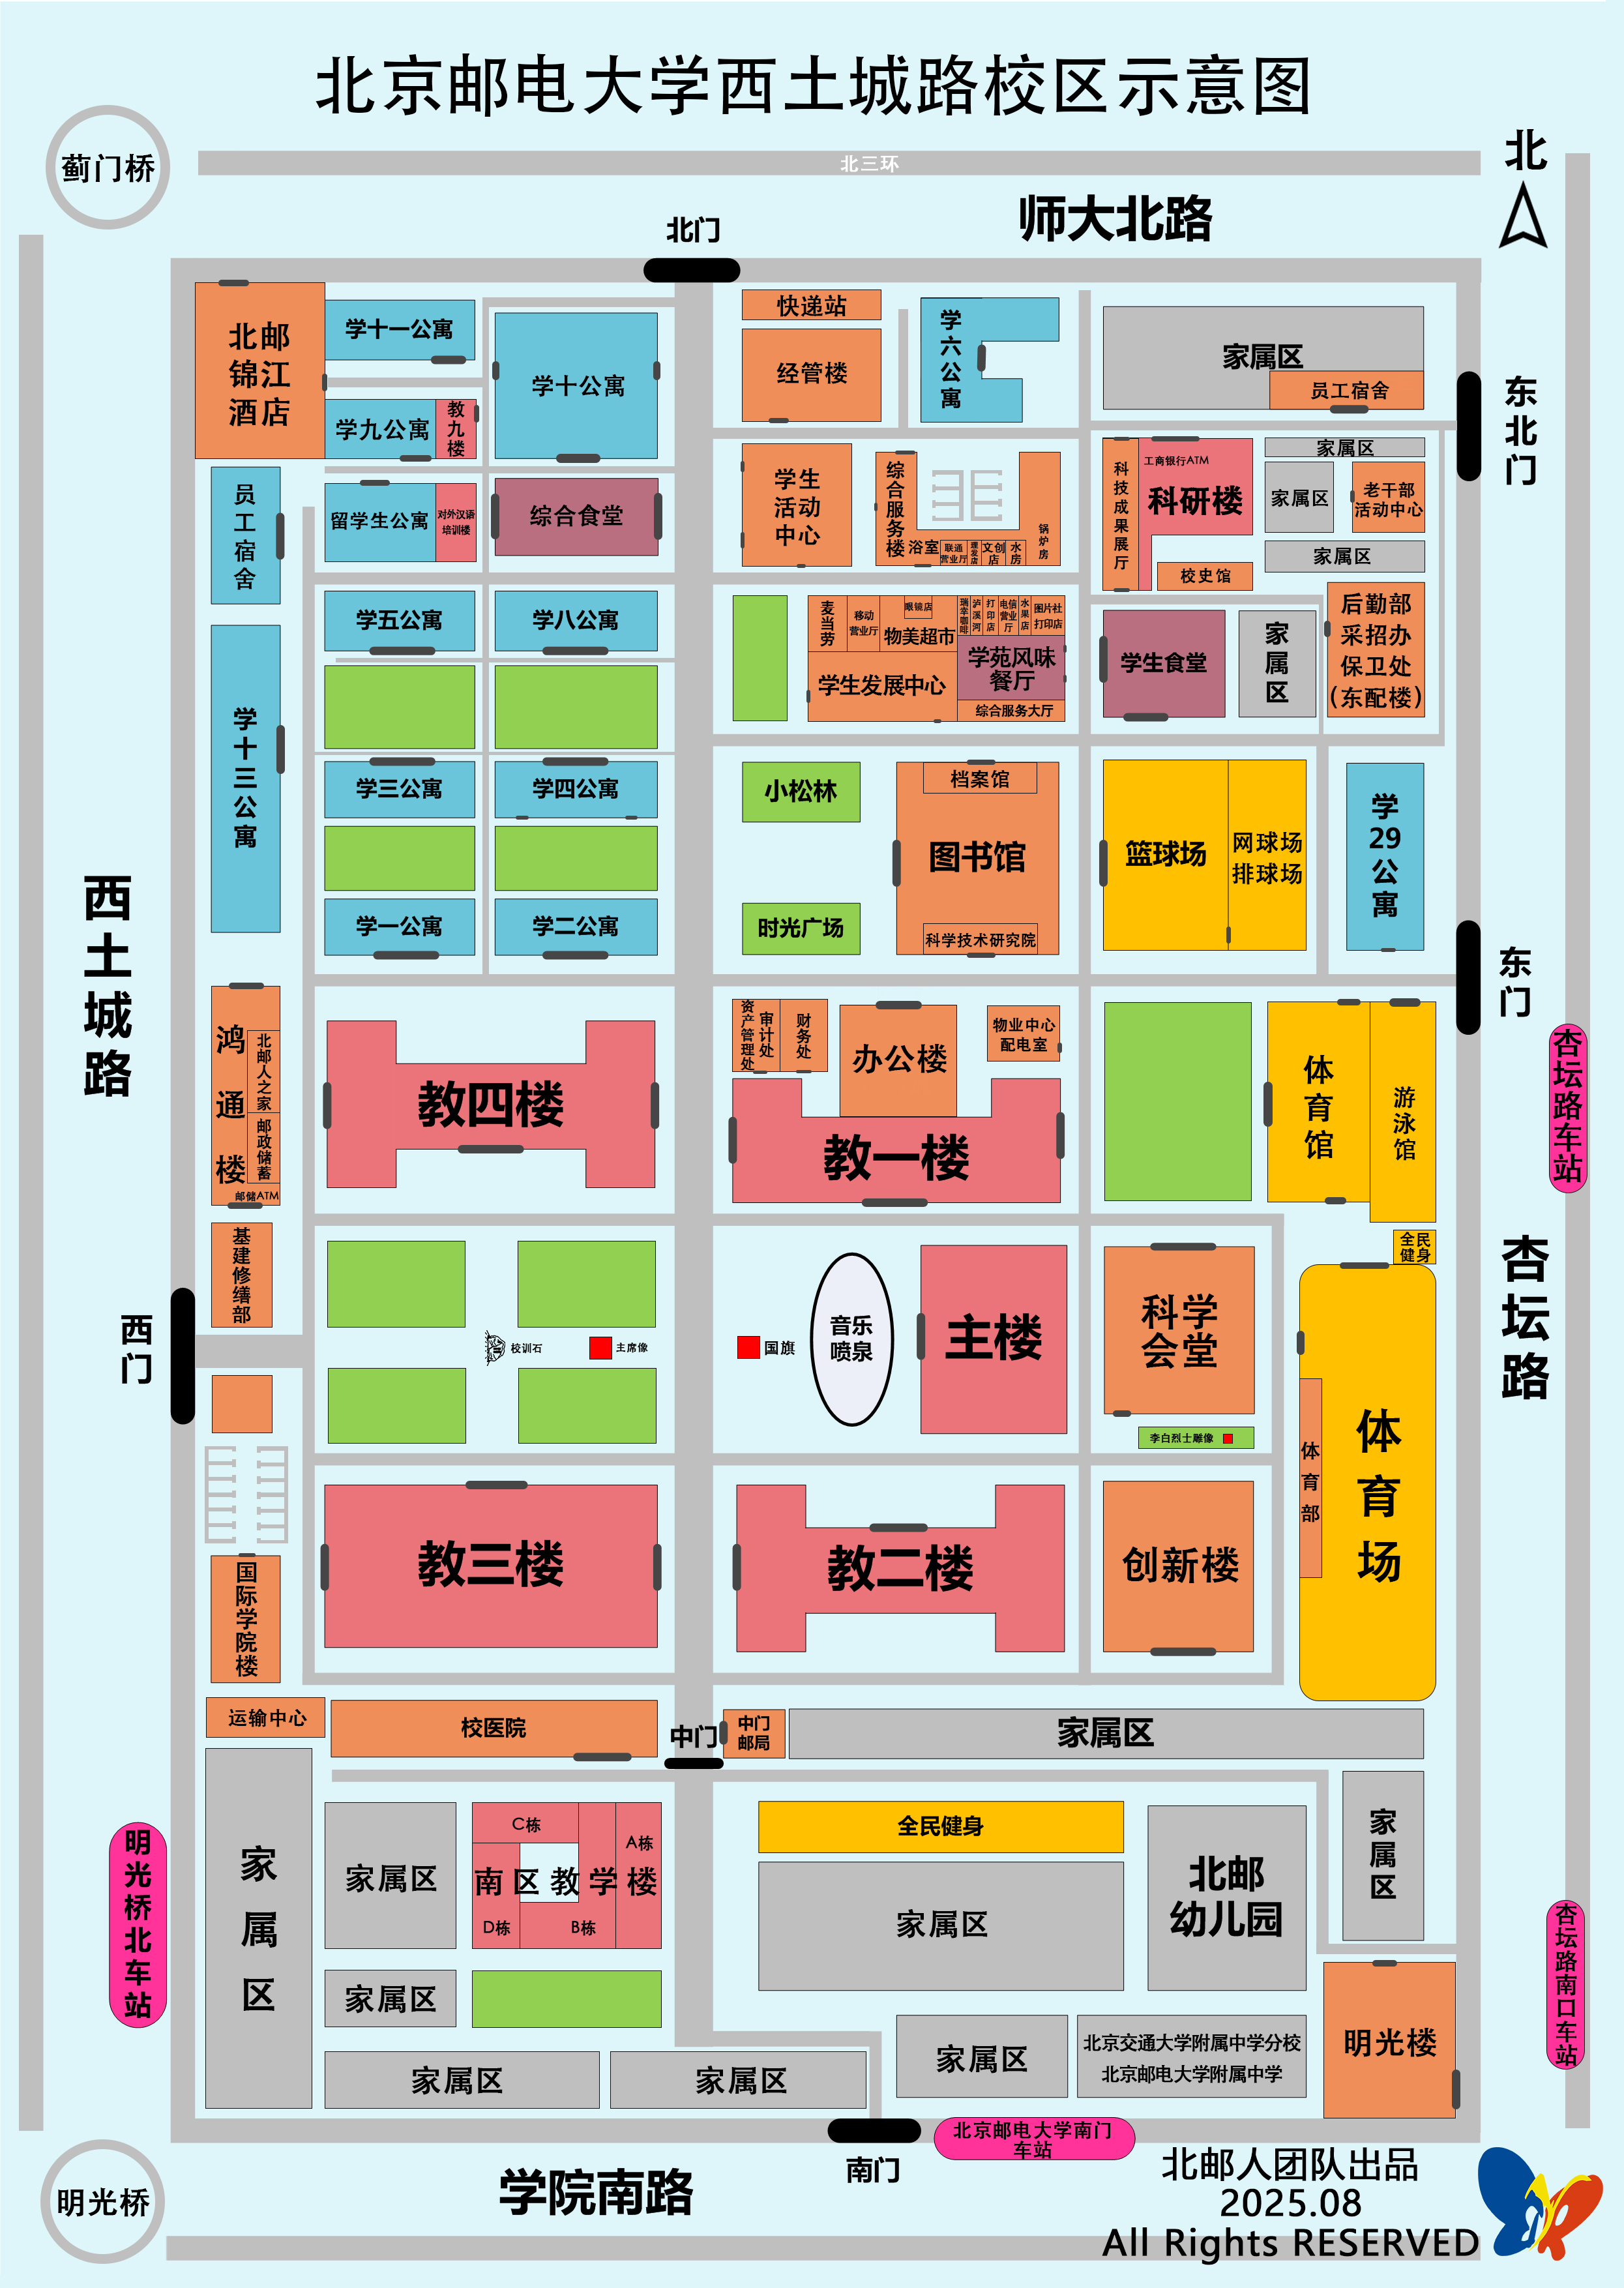 北京邮电大学西土城路校区示意图
蓟门桥
北三环
北
师大北路
北门
北邮
锦江
酒店
学十一公寓
学十公寓
学九公寓
教九楼
快递站
经管楼
学六公寓
家属区
员工宿舍
东北门
员工宿舍
留学生公寓
对外汉语
培训楼
综合食堂
学生
活动
中心
综合服务楼
浴室
联通
营业厅
理发店
文创店
水房
锅炉房
科技成果展厅
工商银行ATM
科研楼
校史馆
家属区
家属区
老干部
活动中心
家属区
学五公寓
学八公寓
麦当劳
移动
营业厅
眼镜店
物美超市
瑞幸咖啡
泸溪河
打印店
电信营业厅
水果店
图片社
打印店
学生发展中心
学苑风味
餐厅
综合服务大厅
学生食堂
家属区
后勤部
采招办
保卫处
(东配楼)
学十三公寓
学三公寓
学四公寓
小松林
档案馆
图书馆
篮球场
网球场
排球场
学29公寓
西土城路
学一公寓
学二公寓
时光广场
科学技术研究院
东门
鸿通楼
北邮人之家
邮政储蓄
邮储ATM
教四楼
资产管理处
审计处
财务处
办公楼
物业中心
配电室
教一楼
体育馆
游泳馆
杏坛路车站
基建修缮部
全民
健身
西门
校训石
主席像
国旗
音乐
喷泉
主楼
科学
会堂
李白烈士雕像
杏坛路
体育部
体育场
国际学院楼
教三楼
教二楼
创新楼
运输中心
校医院
中门
中门
邮局
家属区
明光桥北车站
家属区
家属区
C栋
A栋
南区教学楼
D栋
B栋
全民健身
家属区
北邮
幼儿园
家属区
杏坛路南口车站
家属区
家属区
家属区
家属区
北京交通大学附属中学分校
北京邮电大学附属中学
明光楼
北京邮电大学南门
车站
南门
学院南路
明光桥
北邮人团队出品
2025.08
All Rights RESERVED